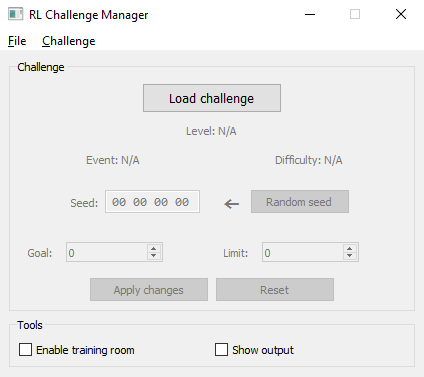 RL Challenge Manager
File Challenge
Challenge
Load challenge
Level: N/A
Event: N/A Difficulty: N/A
Seed: 00 00 00 00 Random seed
Goal: 0 Limit: 0
Apply changes Reset
Tools
Enable training room Show output